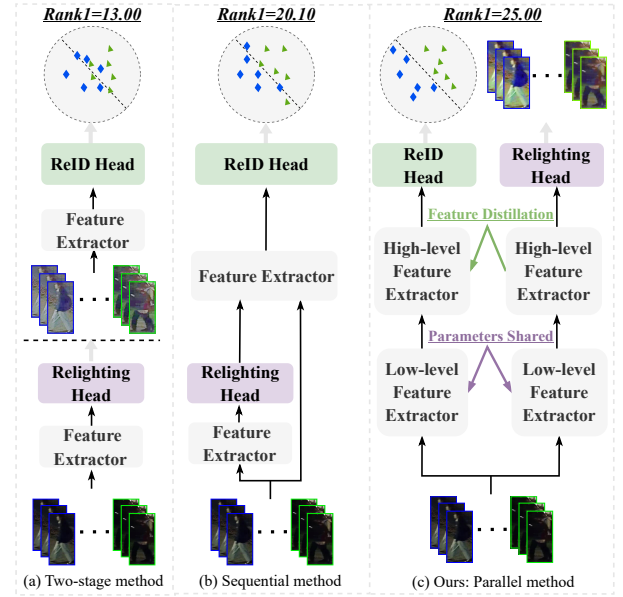 Rank1=13.00
ReID Head
Feature
Extractor
Relighting
Head
Feature
Extractor
(a) Two-stage method
Rank1=20.10
ReID Head
Feature Extractor
Relighting
Head
Feature
Extractor
(b) Sequential method
Rank1=25.00
ReID
Head
Relighting
Head
Feature Distillation
High-level
Feature
Extractor
High-level
Feature
Extractor
Parameters Shared
Low-level
Feature
Extractor
Low-level
Feature
Extractor
(c) Ours: Parallel method